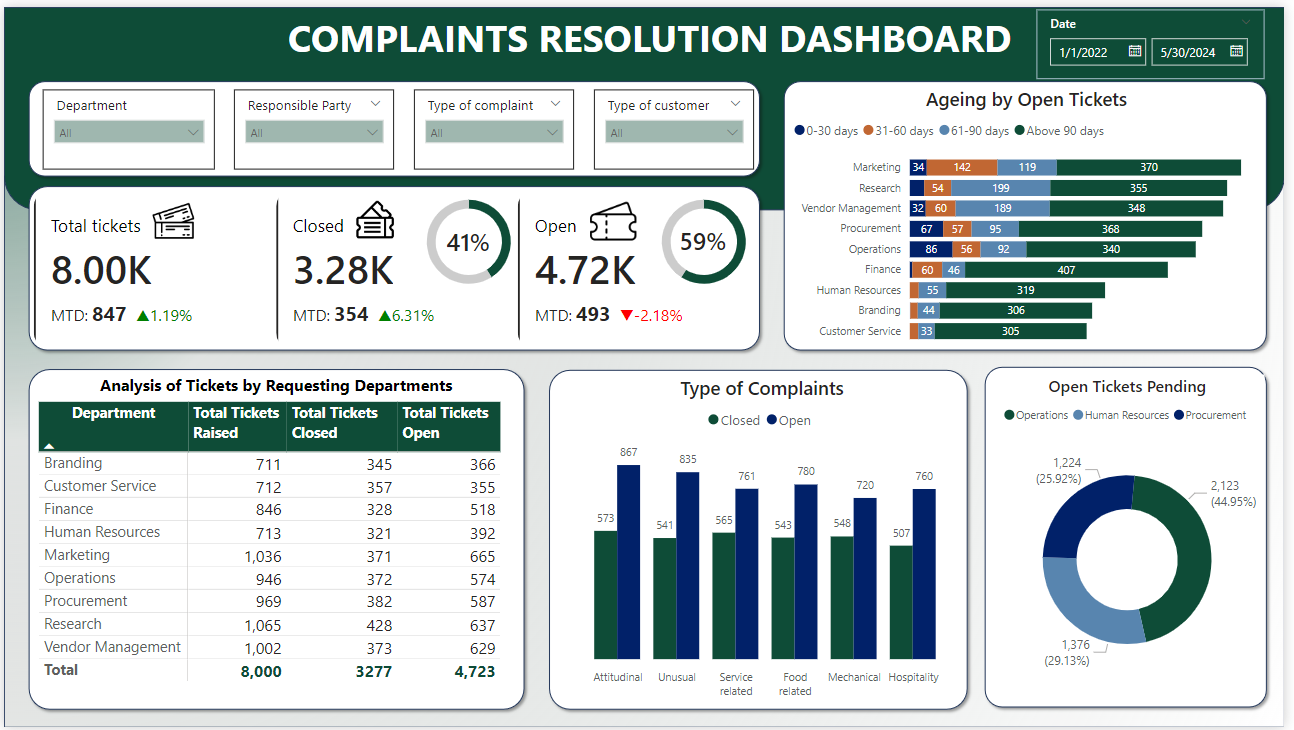 COMPLAINTS RESOLUTION DASHBOARD
Date
1/1/2022 5/30/2024
Department Responsible Party Type of complaint Type of customer
All All All All
Total tickets
8.00K
MTD: 847 ▲1.19%
Closed
3.28K
41%
MTD: 354 ▲6.31%
Open
4.72K
59%
MTD: 493 ▼-2.18%
Ageing by Open Tickets
0-30 days 31-60 days 61-90 days Above 90 days
Marketing 34 142 119 370
Research 54 199 355
Vendor Management 32 60 189 348
Procurement 67 57 95 368
Operations 86 56 92 340
Finance 60 46 407
Human Resources 55 319
Branding 44 306
Customer Service 33 305
Analysis of Tickets by Requesting Departments
Department Total Tickets Raised Total Tickets Closed Total Tickets Open
Branding 711 345 366
Customer Service 712 357 355
Finance 846 328 518
Human Resources 713 321 392
Marketing 1,036 371 665
Operations 946 372 574
Procurement 969 382 587
Research 1,065 428 637
Vendor Management 1,002 373 629
Total 8,000 3277 4,723
Type of Complaints
Closed Open
573 867 541 835 565 761 543 780 548 720 507 760
Attitudinal Unusual Service related Food related Mechanical Hospitality
Open Tickets Pending
Operations Human Resources Procurement
1,224
(25.92%)
2,123
(44.95%)
1,376
(29.13%)